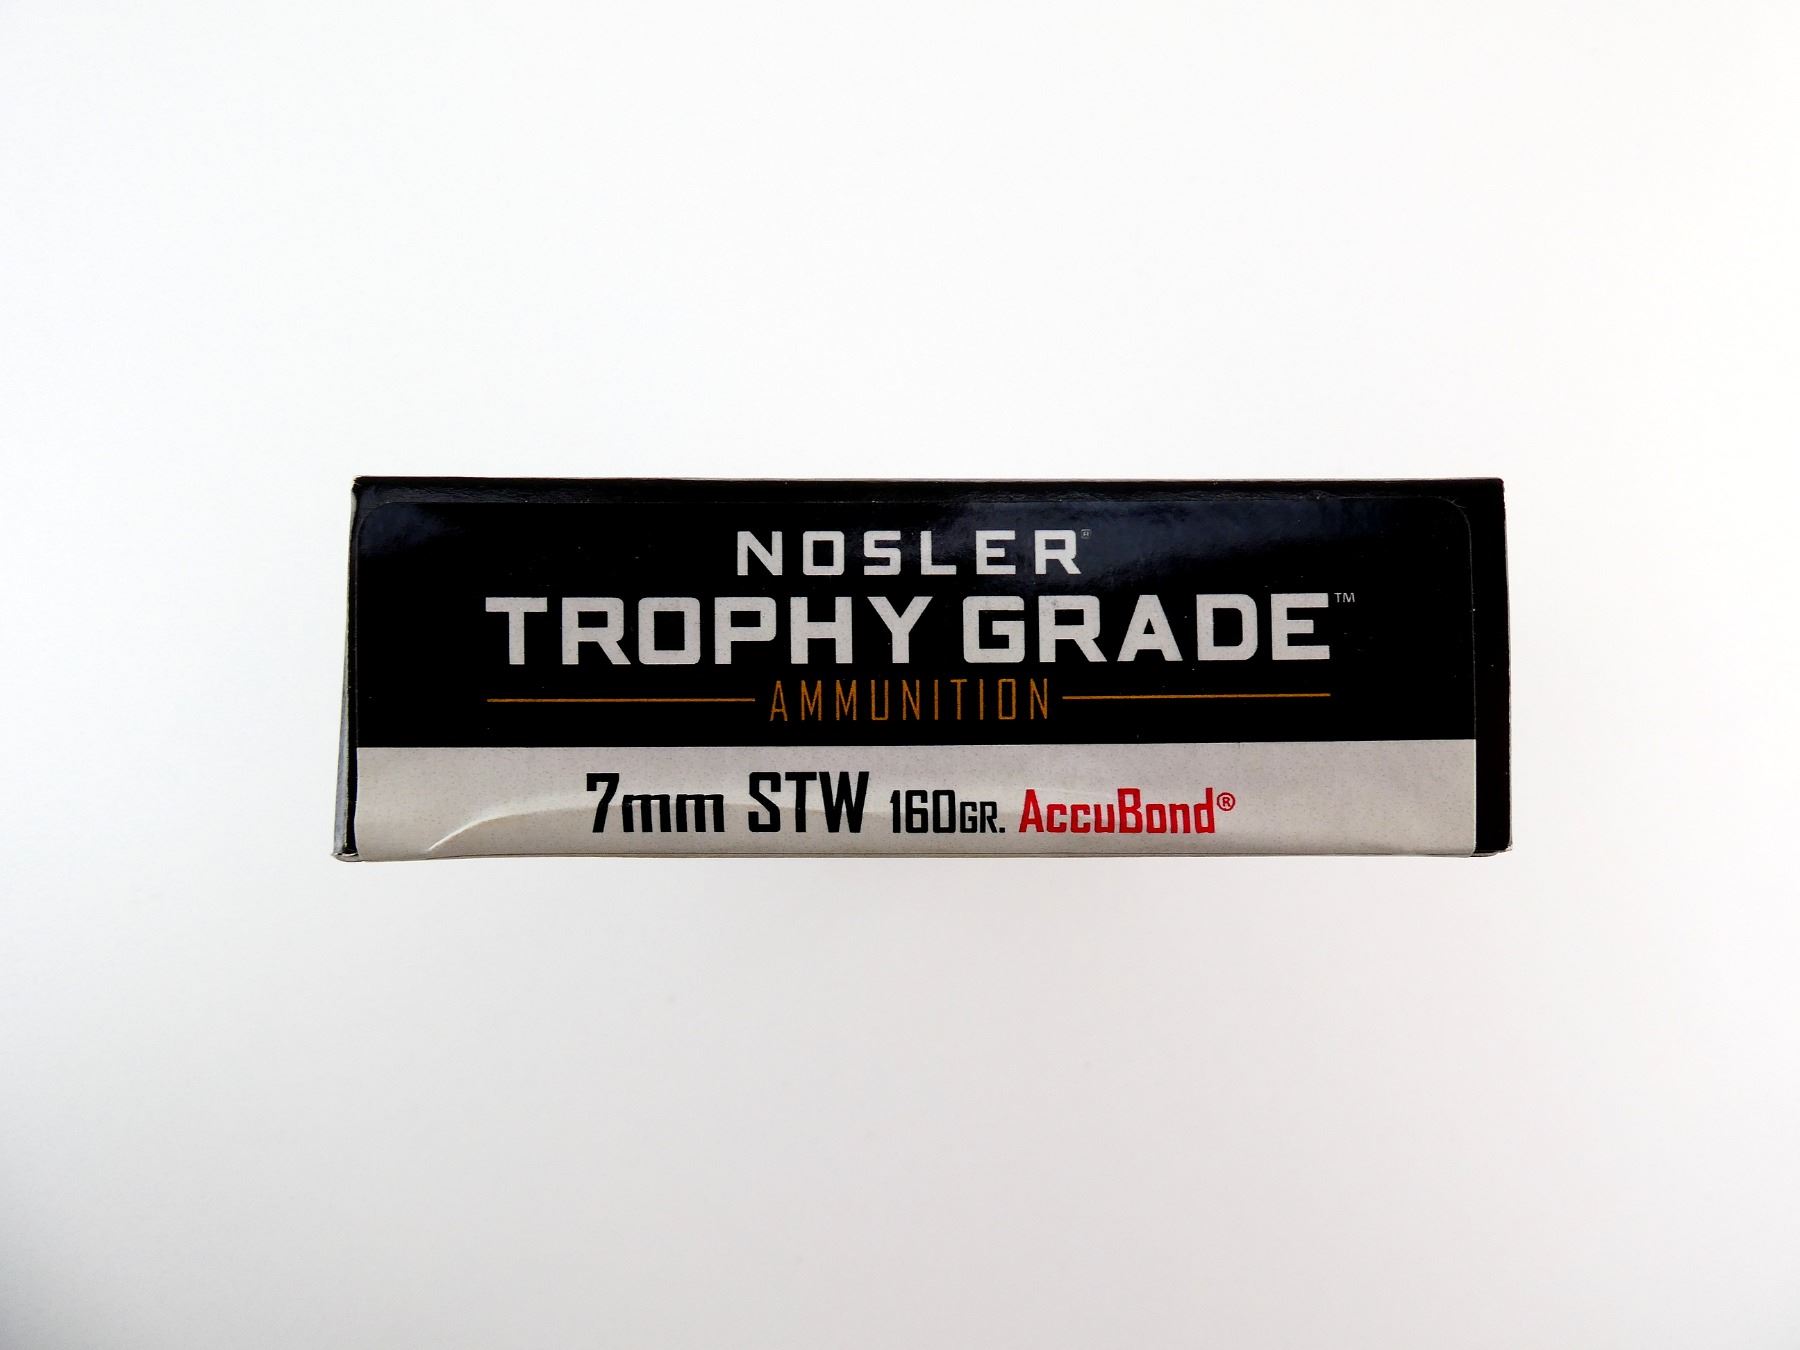 NOSLER®
TROPHY GRADE™
AMMUNITION
7mm STW 160GR. AccuBond®